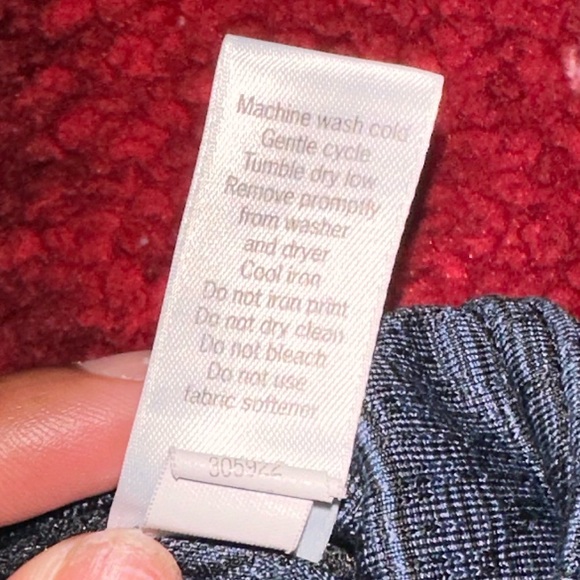 Machine wash cold
Gentle cycle
Tumble dry low
Remove promptly
from washer
and dryer
Cool iron
Do not iron print
Do not dry clean
Do not bleach
Do not use
fabric softener